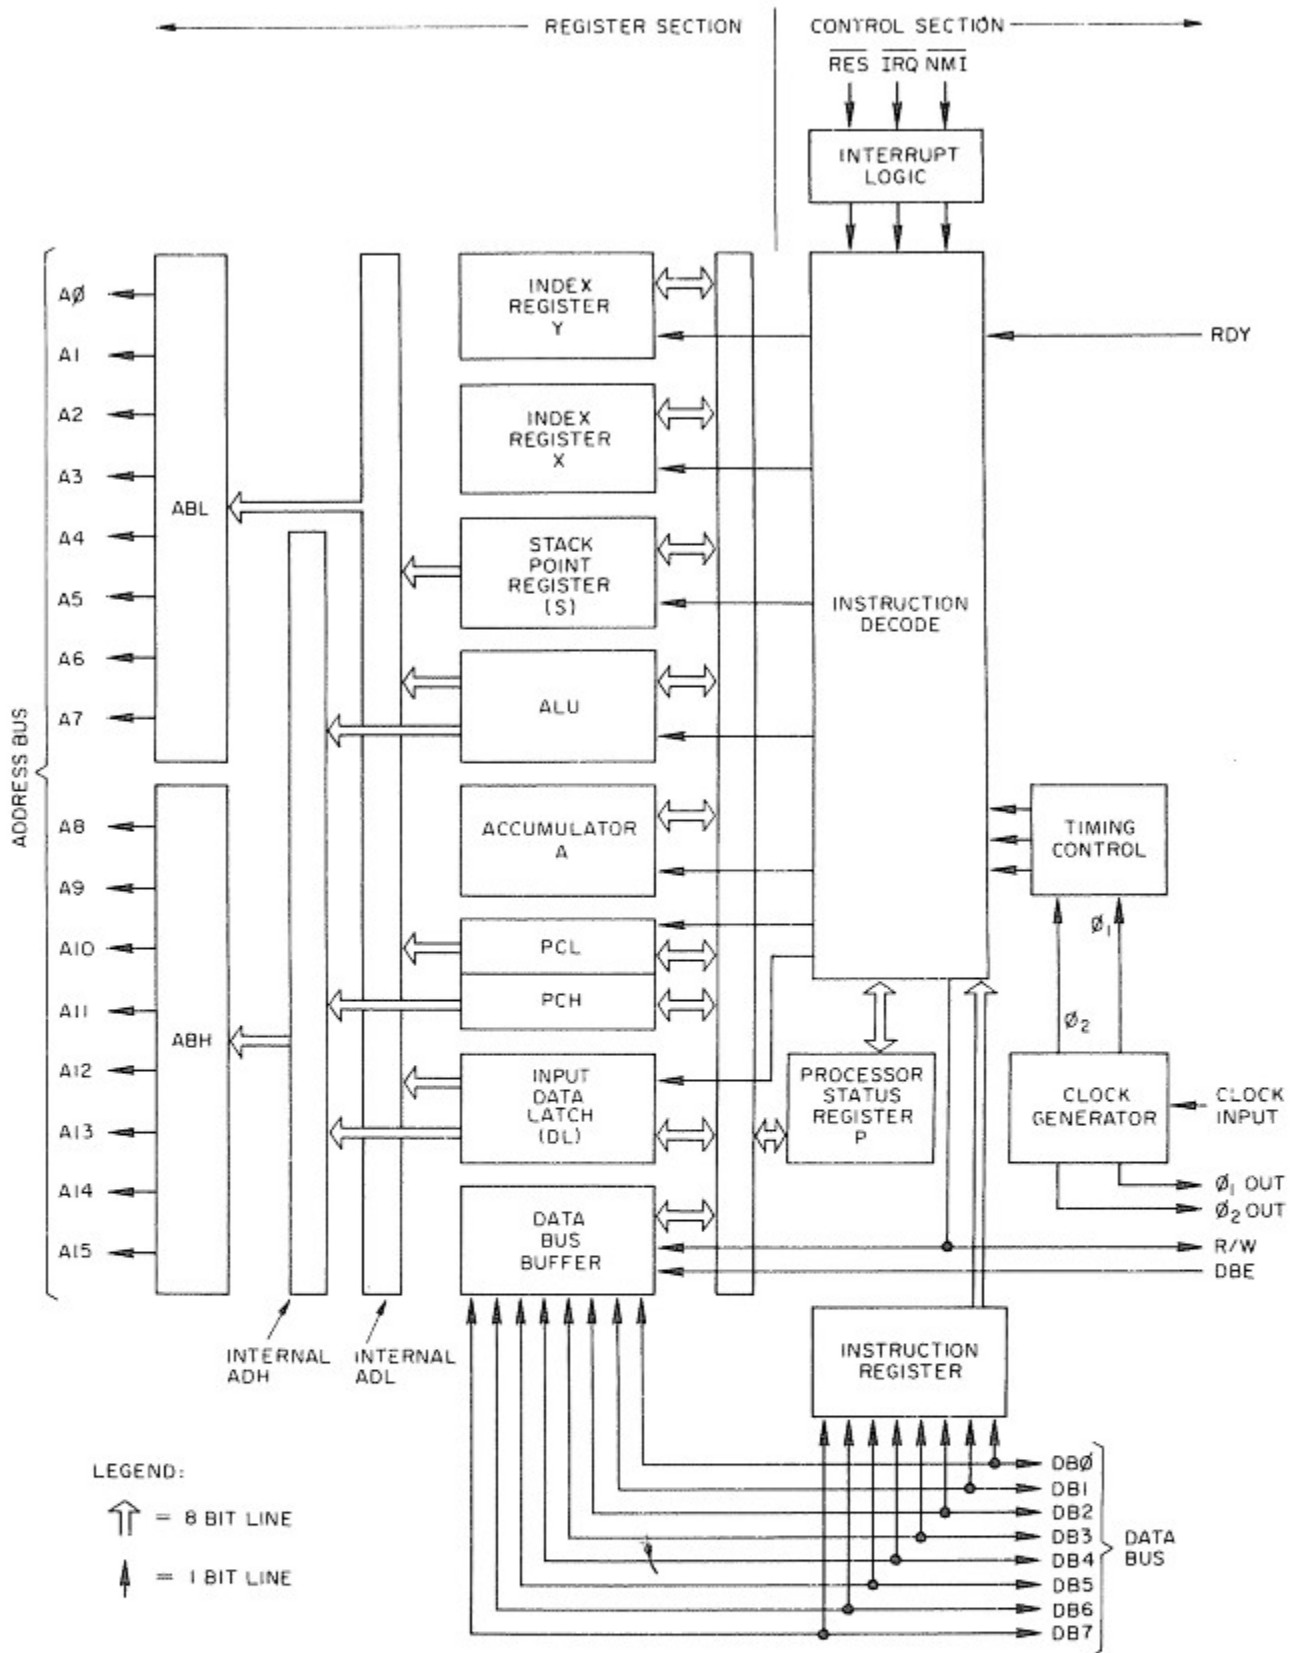 REGISTER SECTION
CONTROL SECTION
RES IRQ NMI
INTERRUPT
LOGIC
ADDRESS BUS
AØ
A1
A2
A3
A4
A5
A6
A7
A8
A9
A10
A11
A12
A13
A14
A15
ABL
ABH
INTERNAL
ADH
INTERNAL
ADL
INDEX
REGISTER
Y
INDEX
REGISTER
X
STACK
POINT
REGISTER
(S)
ALU
ACCUMULATOR
A
PCL
PCH
INPUT
DATA
LATCH
(DL)
DATA
BUS
BUFFER
INSTRUCTION
DECODE
RDY
TIMING
CONTROL
Ø1
Ø2
PROCESSOR
STATUS
REGISTER
P
CLOCK
GENERATOR
CLOCK
INPUT
Ø1 OUT
Ø2 OUT
R/W
DBE
INSTRUCTION
REGISTER
DBØ
DB1
DB2
DB3
DB4
DB5
DB6
DB7
DATA
BUS
LEGEND:
= 8 BIT LINE
= 1 BIT LINE